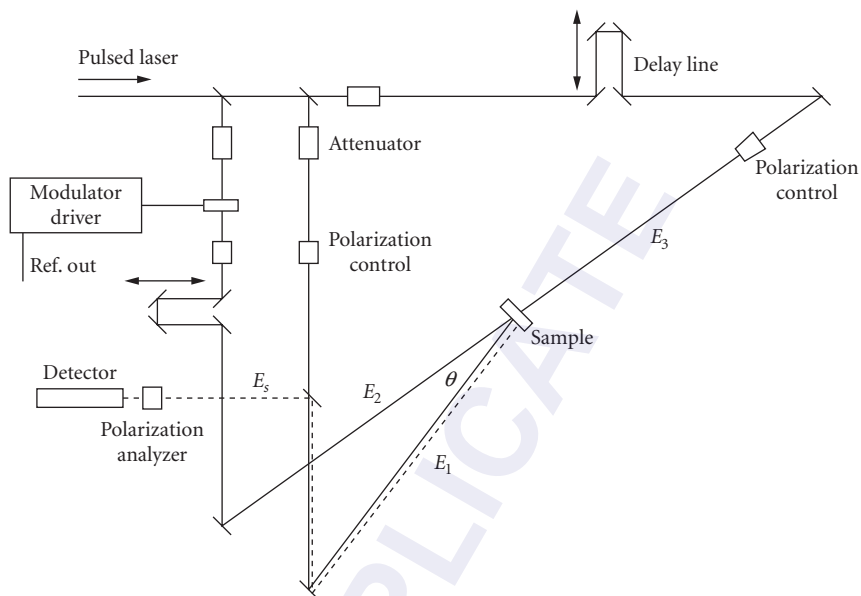 Pulsed laser
Delay line
Attenuator
Polarization
control
Modulator
driver
Polarization
control
E3
Ref. out
Sample
Detector
Es
E2
θ
Polarization
analyzer
E1
PLICATE